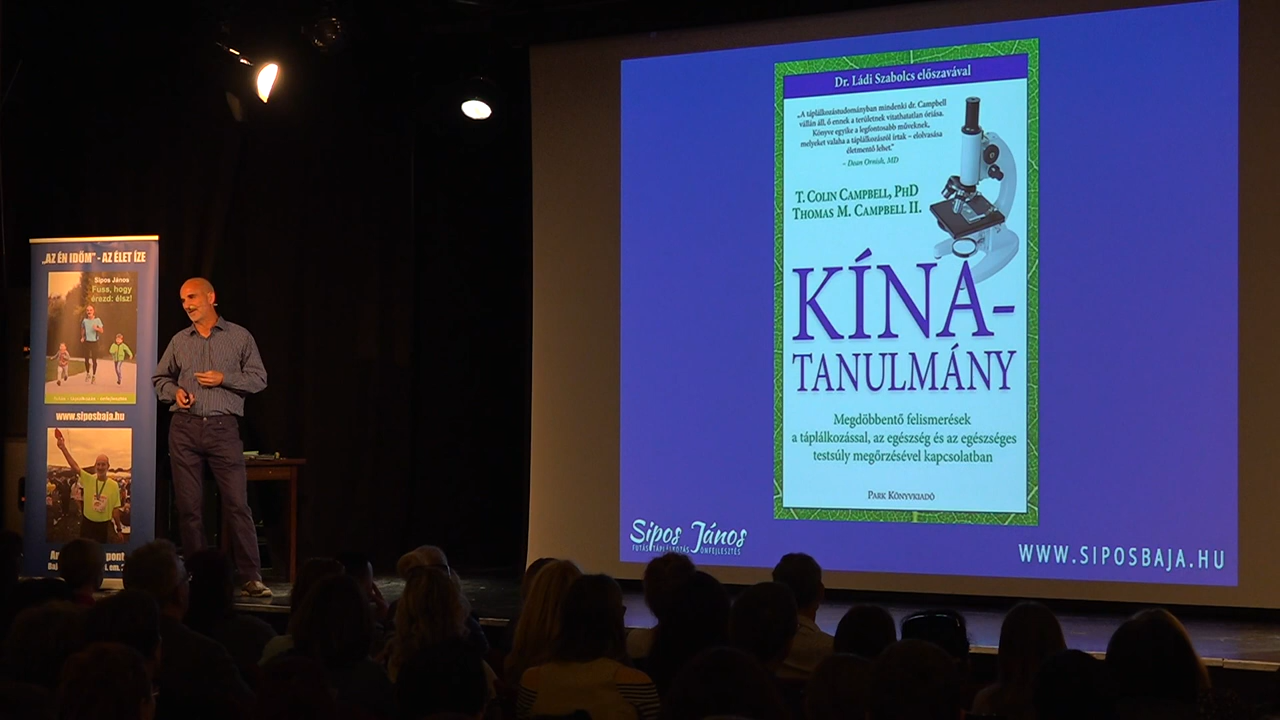 „AZ ÉN IDŐM” - AZ ÉLET ÍZE
Sipos János
Fuss, hogy
érezd: élsz!
www.siposbaja.hu
Dr. Ládi Szabolcs előszavával
„A táplálkozástudományban mindenki dr. Campbell
vállán áll, ő ennek a területnek vitathatatlan óriása.
Könyve egyike a legfontosabb műveknek,
melyeket valaha a táplálkozásról írtak – elolvasása
életmentő lehet.”
– Dean Ornish, MD
T. COLIN CAMPBELL, PHD
THOMAS M. CAMPBELL II.
KÍNA-
TANULMÁNY
Megdöbbentő felismerések
a táplálkozással, az egészség és az egészséges
testsúly megőrzésével kapcsolatban
PARK KÖNYVKIADÓ
Sipos János
FUTÁS TÁPLÁLKOZÁS ÖNFEJLESZTÉS
WWW.SIPOSBAJA.HU